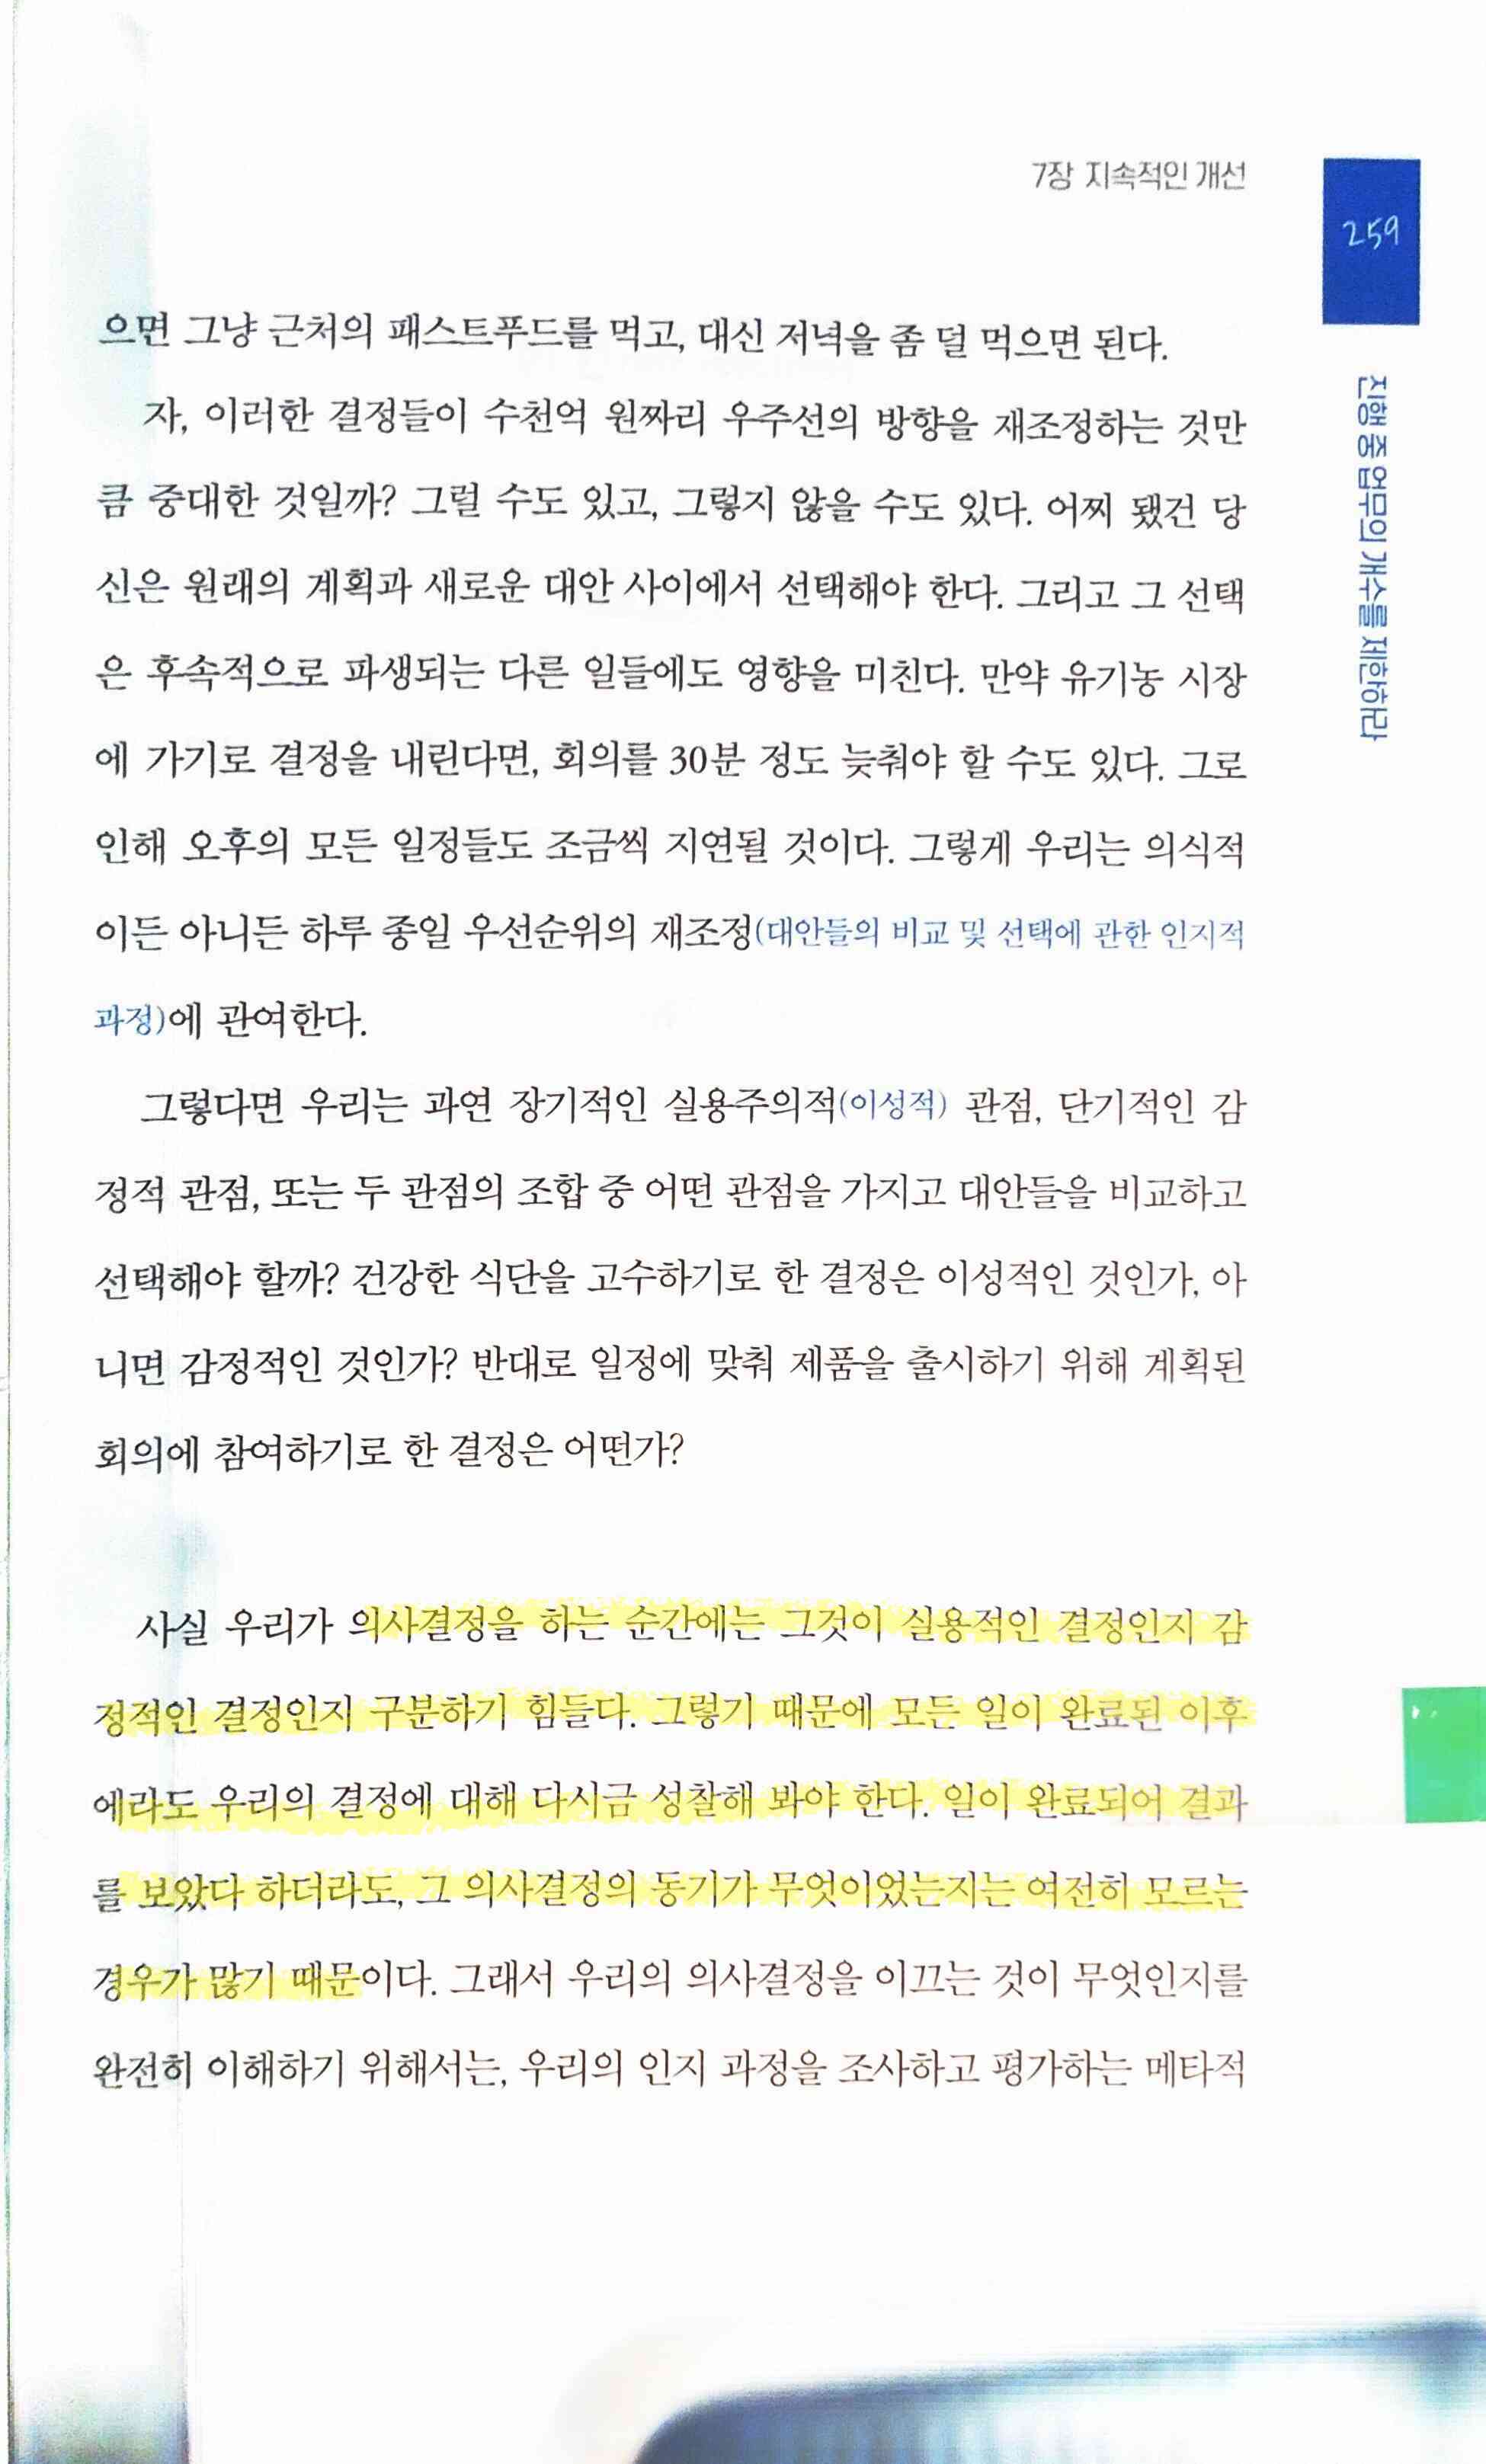 7장 지속적인 개선
259
진행 중 업무의 개수를 제한하라
으면 그냥 근처의 패스트푸드를 먹고, 대신 저녁을 좀 덜 먹으면 된다.
자, 이러한 결정들이 수천억 원짜리 우주선의 방향을 재조정하는 것만
큼 중대한 것일까? 그럴 수도 있고, 그렇지 않을 수도 있다. 어찌 됐건 당
신은 원래의 계획과 새로운 대안 사이에서 선택해야 한다. 그리고 그 선택
은 후속적으로 파생되는 다른 일들에도 영향을 미친다. 만약 유기농 시장
에 가기로 결정을 내린다면, 회의를 30분 정도 늦춰야 할 수도 있다. 그로
인해 오후의 모든 일정들도 조금씩 지연될 것이다. 그렇게 우리는 의식적
이든 아니든 하루 종일 우선순위의 재조정(대안들의 비교 및 선택에 관한 인지적
과정)에 관여한다.
그렇다면 우리는 과연 장기적인 실용주의적(이성적) 관점, 단기적인 감
정적 관점, 또는 두 관점의 조합 중 어떤 관점을 가지고 대안들을 비교하고
선택해야 할까? 건강한 식단을 고수하기로 한 결정은 이성적인 것인가, 아
니면 감정적인 것인가? 반대로 일정에 맞춰 제품을 출시하기 위해 계획된
회의에 참여하기로 한 결정은 어떤가?
사실 우리가 의사결정을 하는 순간에는 그것이 실용적인 결정인지 감
정적인 결정인지 구분하기 힘들다. 그렇기 때문에 모든 일이 완료된 이후
에라도 우리의 결정에 대해 다시금 성찰해 봐야 한다. 일이 완료되어 결과
를 보았다 하더라도, 그 의사결정의 동기가 무엇이었는지는 여전히 모르는
경우가 많기 때문이다. 그래서 우리의 의사결정을 이끄는 것이 무엇인지를
완전히 이해하기 위해서는, 우리의 인지 과정을 조사하고 평가하는 메타적